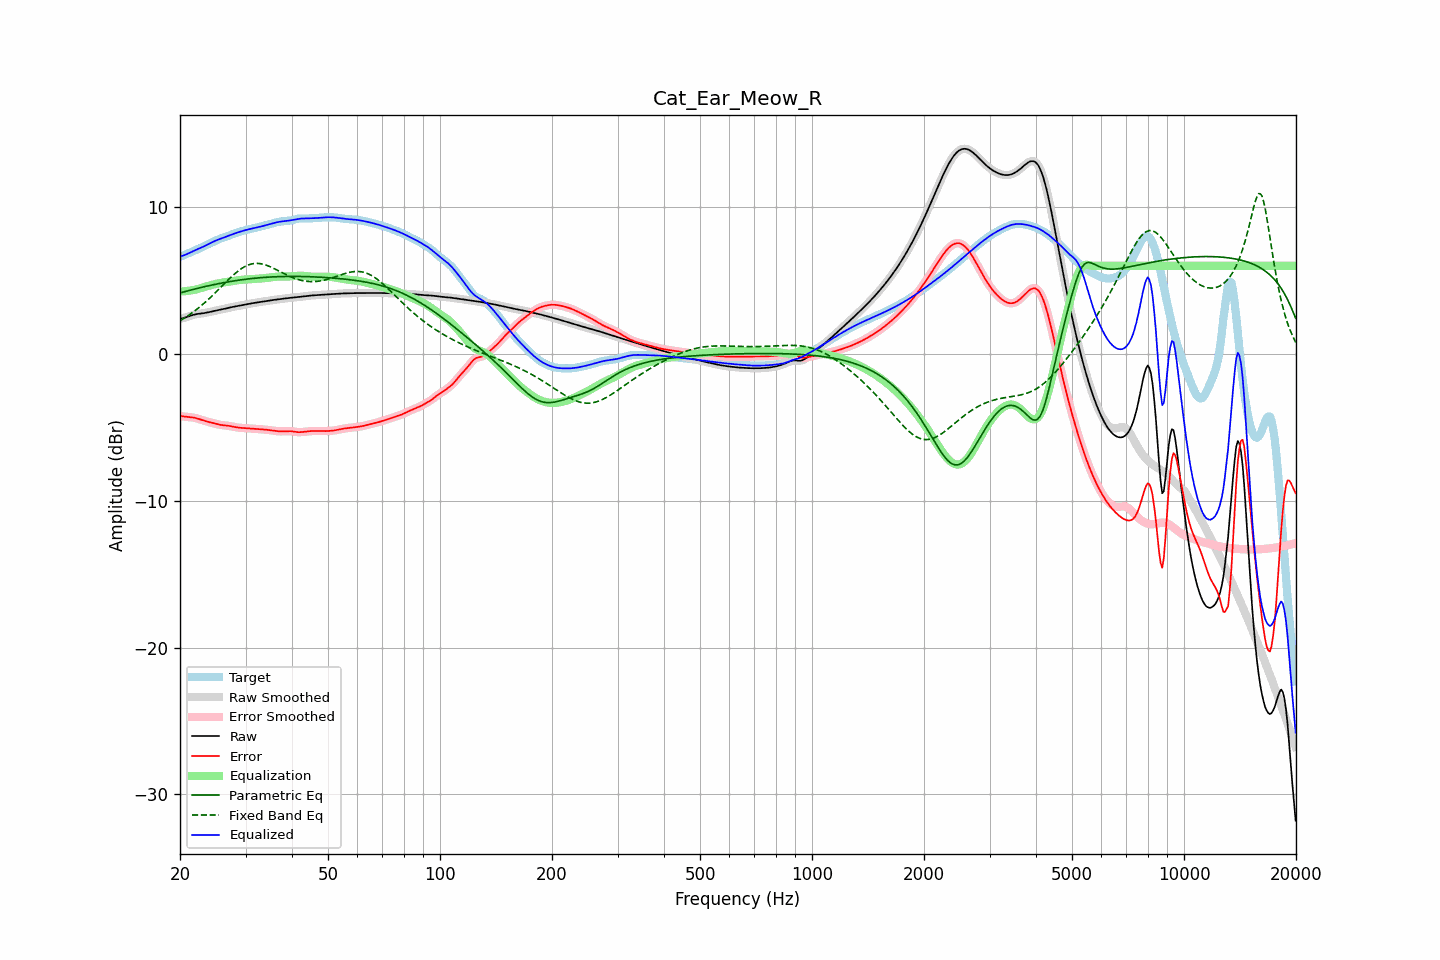 Cat_Ear_Meow_R
10
0
−10
−20
−30
Amplitude (dBr)
Target
Raw Smoothed
Error Smoothed
Raw
Error
Equalization
Parametric Eq
Fixed Band Eq
Equalized
20 50 100 200 500 1000 2000 5000 10000 20000
Frequency (Hz)